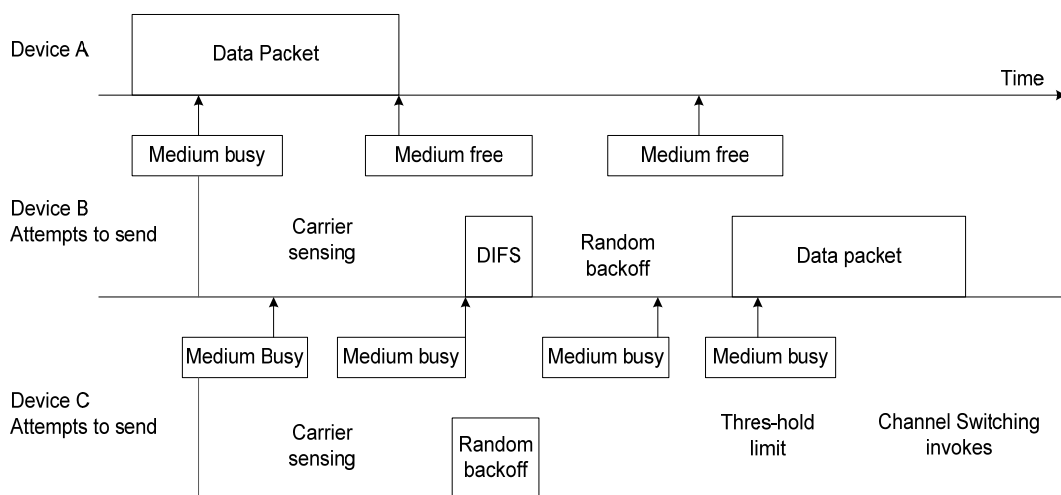 Device A
Data Packet
Time
Medium busy
Medium free
Medium free
Device B
Attempts to send
Carrier
sensing
DIFS
Random
backoff
Data packet
Medium Busy
Medium busy
Medium busy
Medium busy
Device C
Attempts to send
Carrier
sensing
Random
backoff
Thres-hold
limit
Channel Switching
invokes